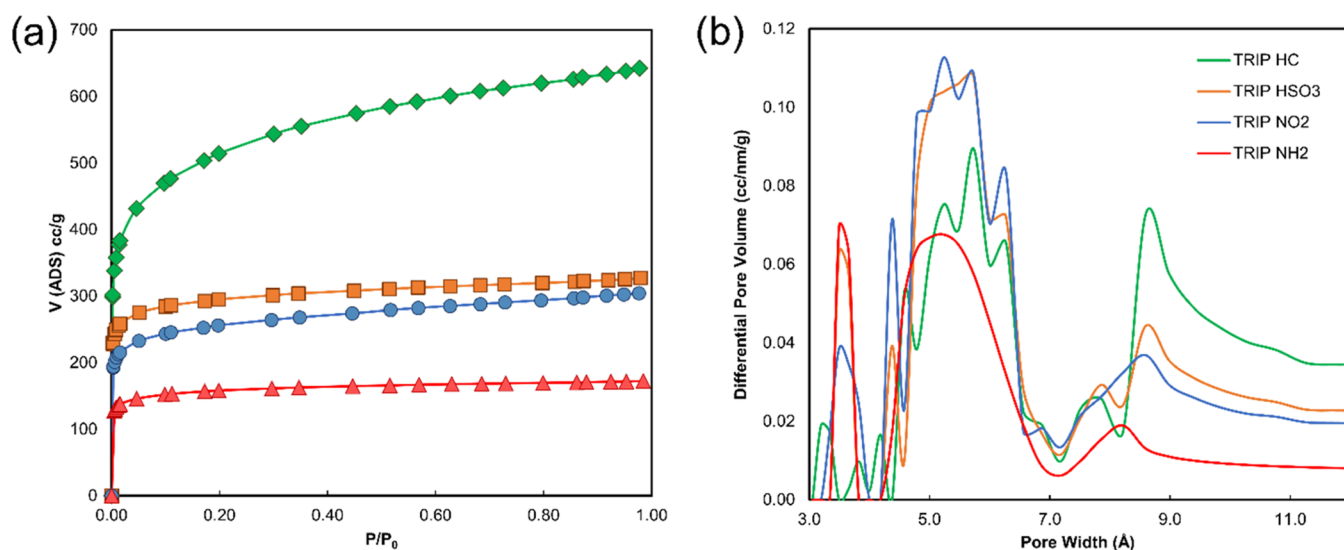 (a)
700
600
500
400
300
200
100
0
V (ADS) cc/g
0.00 0.20 0.40 0.60 0.80 1.00
P/P₀
(b)
0.12
0.10
0.08
0.06
0.04
0.02
0.00
Differential Pore Volume (cc/nm/g)
TRIP HC
TRIP HSO3
TRIP NO2
TRIP NH2
3.0 5.0 7.0 9.0 11.0
Pore Width (Å)